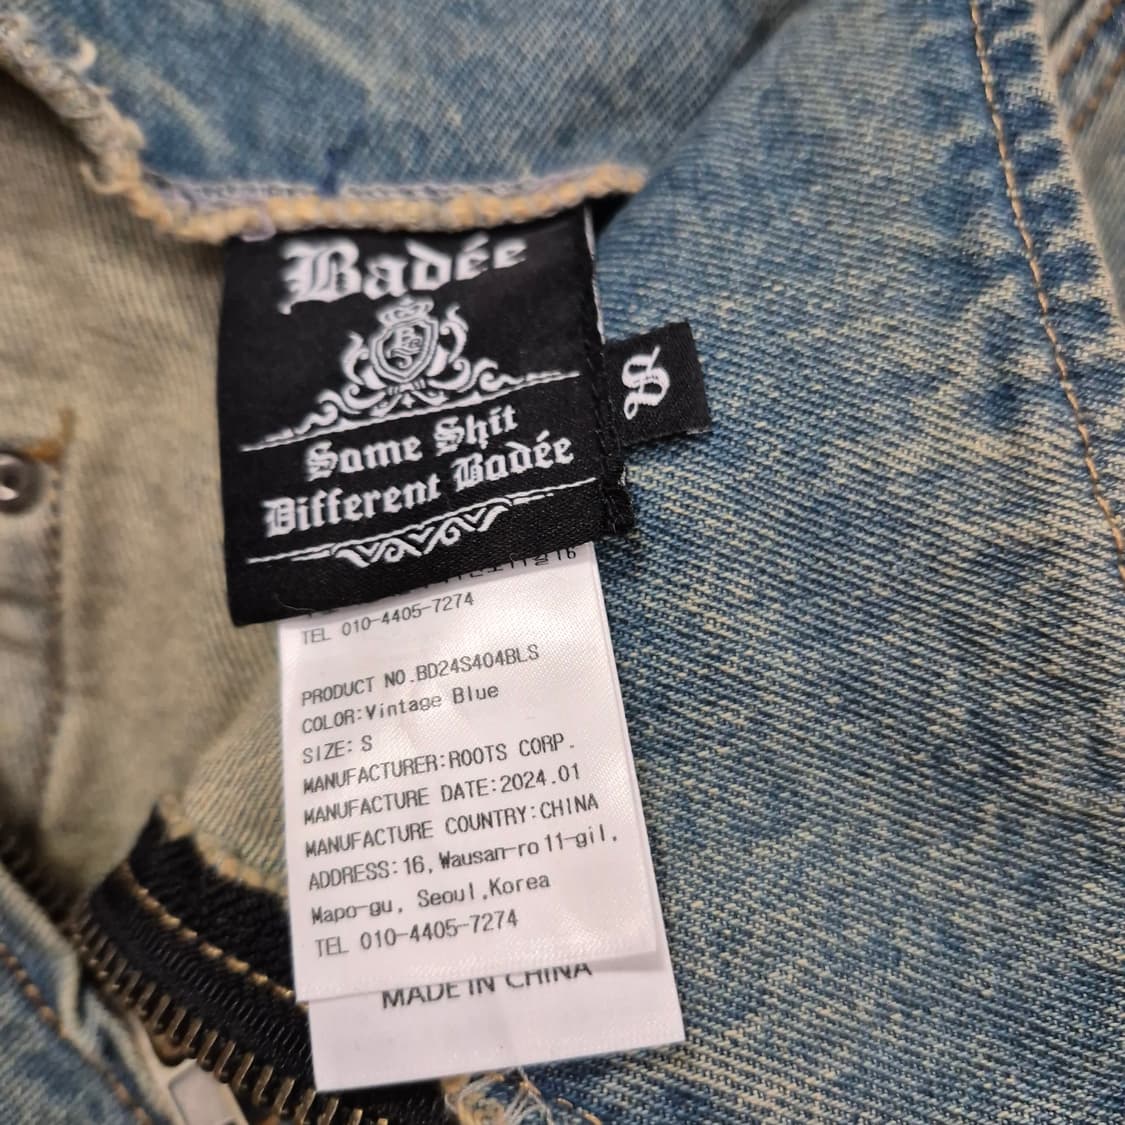 Badée
Same Shit
Different Badée
S
16
TEL 010-4405-7274
PRODUCT NO.BD24S404BLS
COLOR:Vintage Blue
SIZE: S
MANUFACTURER:ROOTS CORP.
MANUFACTURE DATE:2024.01
MANUFACTURE COUNTRY:CHINA
ADDRESS:16,Wausan-ro 11-gil,
Mapo-gu, Seoul,Korea
TEL 010-4405-7274
MADE IN CHINA